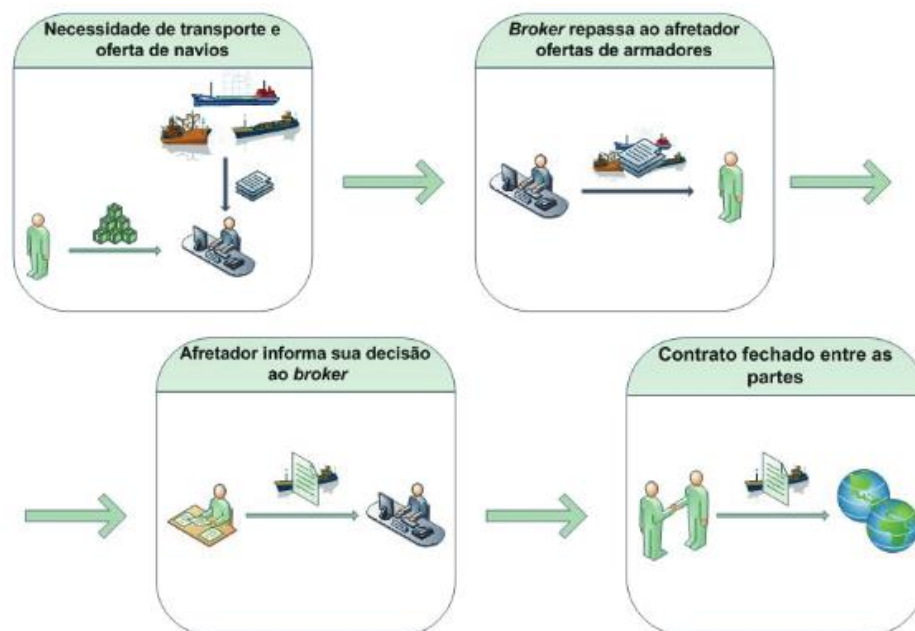 Necessidade de transporte e
oferta de navios
Broker repassa ao afretador
ofertas de armadores
Afretador informa sua decisão
ao broker
Contrato fechado entre as
partes